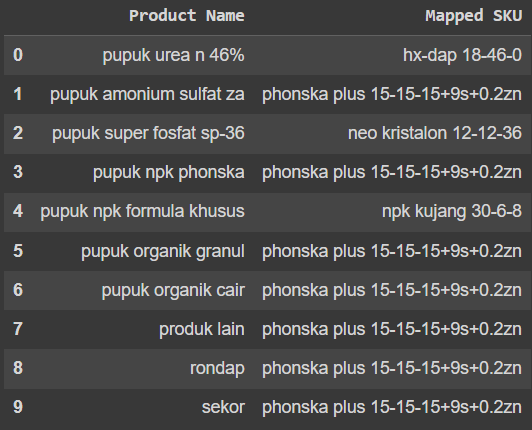 Product Name Mapped SKU
0 pupuk urea n 46% hx-dap 18-46-0
1 pupuk amonium sulfat za phonska plus 15-15-15+9s+0.2zn
2 pupuk super fosfat sp-36 neo kristalon 12-12-36
3 pupuk npk phonska phonska plus 15-15-15+9s+0.2zn
4 pupuk npk formula khusus npk kujang 30-6-8
5 pupuk organik granul phonska plus 15-15-15+9s+0.2zn
6 pupuk organik cair phonska plus 15-15-15+9s+0.2zn
7 produk lain phonska plus 15-15-15+9s+0.2zn
8 rondap phonska plus 15-15-15+9s+0.2zn
9 sekor phonska plus 15-15-15+9s+0.2zn